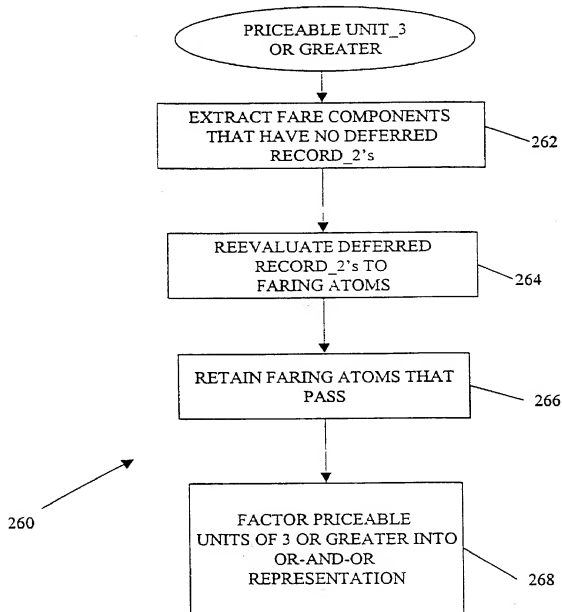 PRICEABLE UNIT_3
OR GREATER
EXTRACT FARE COMPONENTS
THAT HAVE NO DEFERRED
RECORD_2's
262
REEVALUATE DEFERRED
RECORD_2's TO
FARING ATOMS
264
RETAIN FARING ATOMS THAT
PASS
266
260
FACTOR PRICEABLE
UNITS OF 3 OR GREATER INTO
OR-AND-OR
REPRESENTATION
268